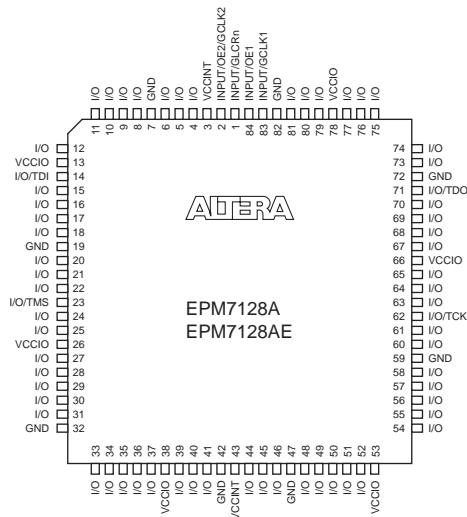 I/O I/O I/O I/O GND I/O I/O I/O VCCINT INPUT/OE2/GCLK2 INPUT/GLCRn INPUT/OE1 INPUT/GCLK1 GND I/O I/O I/O VCCIO I/O I/O I/O
11 10 9 8 7 6 5 4 3 2 1 84 83 82 81 80 79 78 77 76 75
I/O 12 74 I/O
VCCIO 13 73 I/O
I/O/TDI 14 72 GND
I/O 15 71 I/O/TDO
I/O 16 70 I/O
I/O 17 69 I/O
I/O 18 68 I/O
GND 19 67 I/O
I/O 20 66 VCCIO
I/O 21 65 I/O
I/O 22 64 I/O
I/O/TMS 23 63 I/O
I/O 24 62 I/O/TCK
I/O 25 61 I/O
VCCIO 26 60 I/O
I/O 27 59 GND
I/O 28 58 I/O
I/O 29 57 I/O
I/O 30 56 I/O
I/O 31 55 I/O
GND 32 54 I/O
ALTERA
EPM7128A
EPM7128AE
33 34 35 36 37 38 39 40 41 42 43 44 45 46 47 48 49 50 51 52 53
I/O I/O I/O I/O I/O VCCIO I/O I/O I/O GND VCCINT I/O I/O I/O GND I/O I/O I/O I/O I/O VCCIO